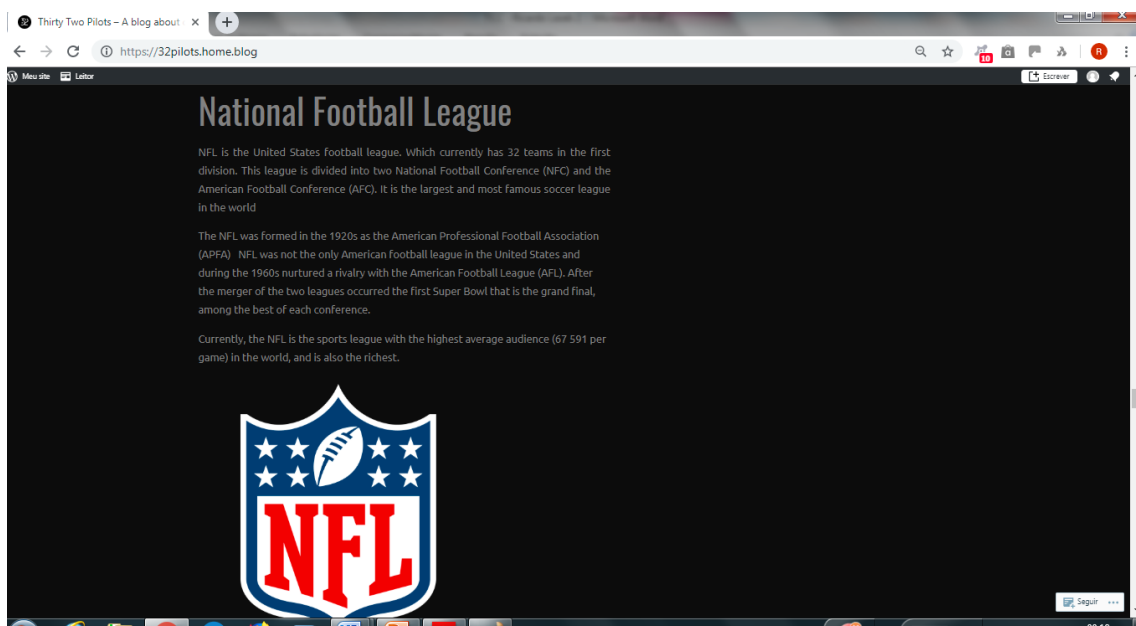 Thirty Two Pilots – A blog about
https://32pilots.home.blog
10
R
Meu site
Leitor
Escrever
National Football League
NFL is the United States football league. Which currently has 32 teams in the first
division. This league is divided into two National Football Conference (NFC) and the
American Football Conference (AFC). It is the largest and most famous soccer league
in the world
The NFL was formed in the 1920s as the American Professional Football Association
(APFA) NFL was not the only American football league in the United States and
during the 1960s nurtured a rivalry with the American Football League (AFL). After
the merger of the two leagues occurred the first Super Bowl that is the grand final,
among the best of each conference.
Currently, the NFL is the sports league with the highest average audience (67 591 per
game) in the world, and is also the richest.
NFL
Seguir